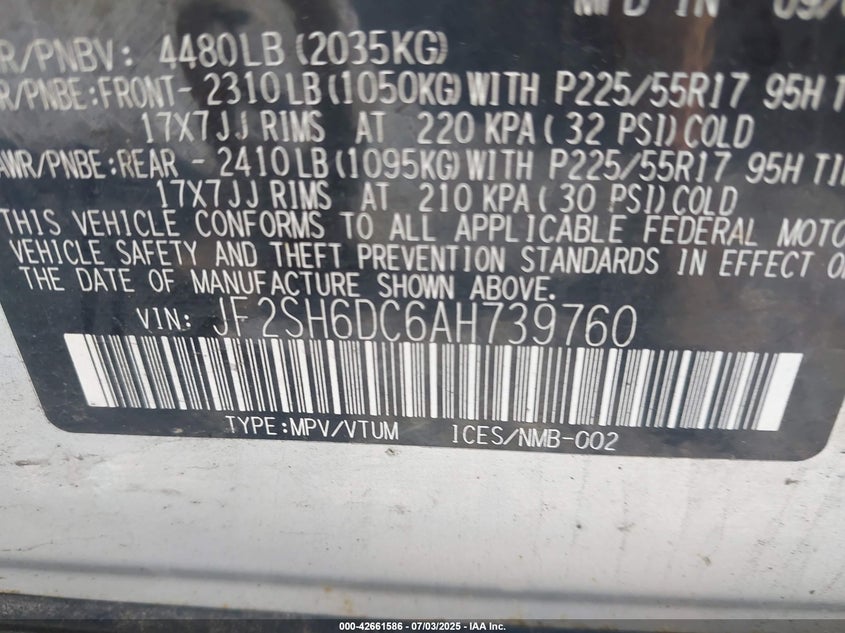 MFD IN 09/
R/PNBV: 4480LB (2035KG)
R/PNBE:FRONT- 2310LB (1050KG) WITH P225/55R17 95H
17X7JJ RIMS AT 220 KPA ( 32 PSI) COLD
AWR/PNBE:REAR - 2410LB (1095KG) WITH P225/55R17 95H
17X7JJ RIMS AT 210 KPA ( 30 PSI) COLD
THIS VEHICLE CONFORMS TO ALL APPLICABLE FEDERAL MOTO
VEHICLE SAFETY AND THEFT PREVENTION STANDARDS IN EFFECT O
THE DATE OF MANUFACTURE SHOWN ABOVE.
VIN: JF2SH6DC6AH739760
TYPE:MPV/VTUM ICES/NMB-002
000-42661586 - 07/03/2025 - IAA Inc.